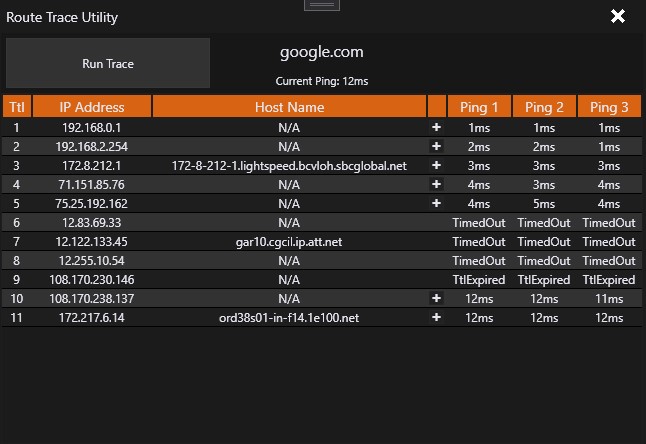 Route Trace Utility
Run Trace
google.com
Current Ping: 12ms
Ttl IP Address Host Name Ping 1 Ping 2 Ping 3
1 192.168.0.1 N/A + 1ms 1ms 1ms
2 192.168.2.254 N/A + 2ms 2ms 1ms
3 172.8.212.1 172-8-212-1.lightspeed.bcvloh.sbcglobal.net + 3ms 3ms 3ms
4 71.151.85.76 N/A + 4ms 3ms 4ms
5 75.25.192.162 N/A + 4ms 5ms 4ms
6 12.83.69.33 N/A TimedOut TimedOut TimedOut
7 12.122.133.45 gar10.cgcil.ip.att.net TimedOut TimedOut TimedOut
8 12.255.10.54 N/A TimedOut TimedOut TimedOut
9 108.170.230.146 N/A TtlExpired TtlExpired TtlExpired
10 108.170.238.137 N/A + 12ms 12ms 11ms
11 172.217.6.14 ord38s01-in-f14.1e100.net + 12ms 12ms 12ms